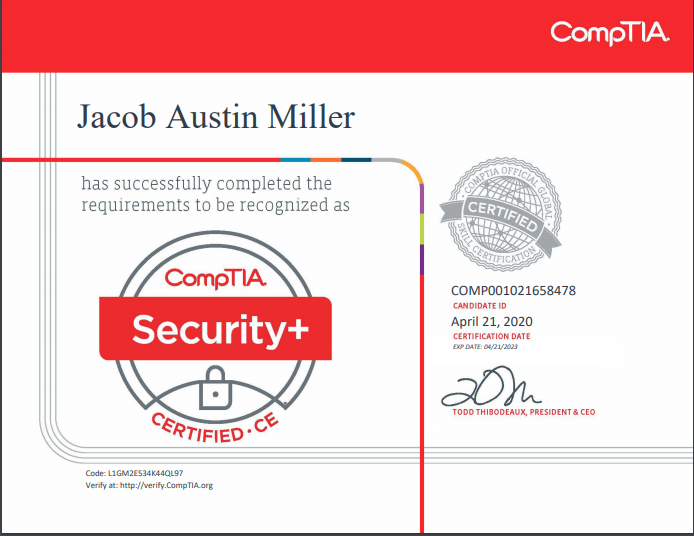 CompTIA.
Jacob Austin Miller
has successfully completed the
requirements to be recognized as
CompTIA.
Security+
CERTIFIED • CE
COMPTIA OFFICIAL GLOBAL
CERTIFIED
SKILL CERTIFICATION
COMP001021658478
CANDIDATE ID
April 21, 2020
CERTIFICATION DATE
EXP DATE: 04/21/2023
TODD THIBODEAUX, PRESIDENT & CEO
Code: L1GM2E534K44QL97
Verify at: http://verify.CompTIA.org